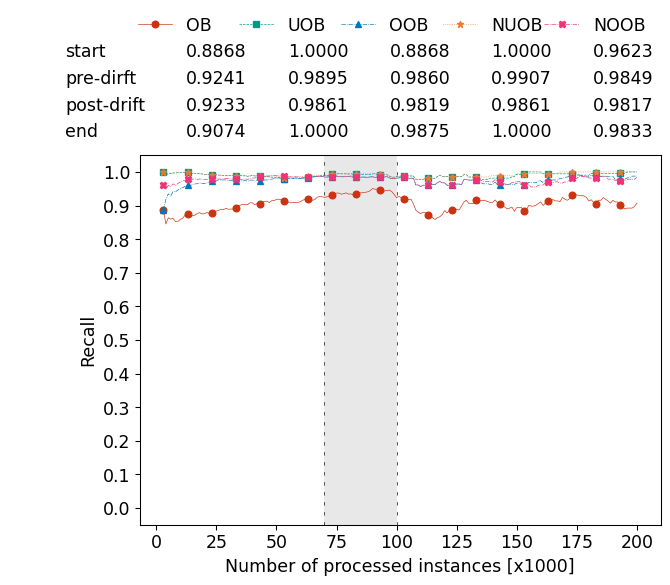 OB UOB OOB NUOB NOOB
start 0.8868 1.0000 0.8868 1.0000 0.9623
pre-dirft 0.9241 0.9895 0.9860 0.9907 0.9849
post-drift 0.9233 0.9861 0.9819 0.9861 0.9817
end 0.9074 1.0000 0.9875 1.0000 0.9833
1.0
0.9
0.8
0.7
0.6
0.5
0.4
0.3
0.2
0.1
0.0
Recall
0 25 50 75 100 125 150 175 200
Number of processed instances [x1000]